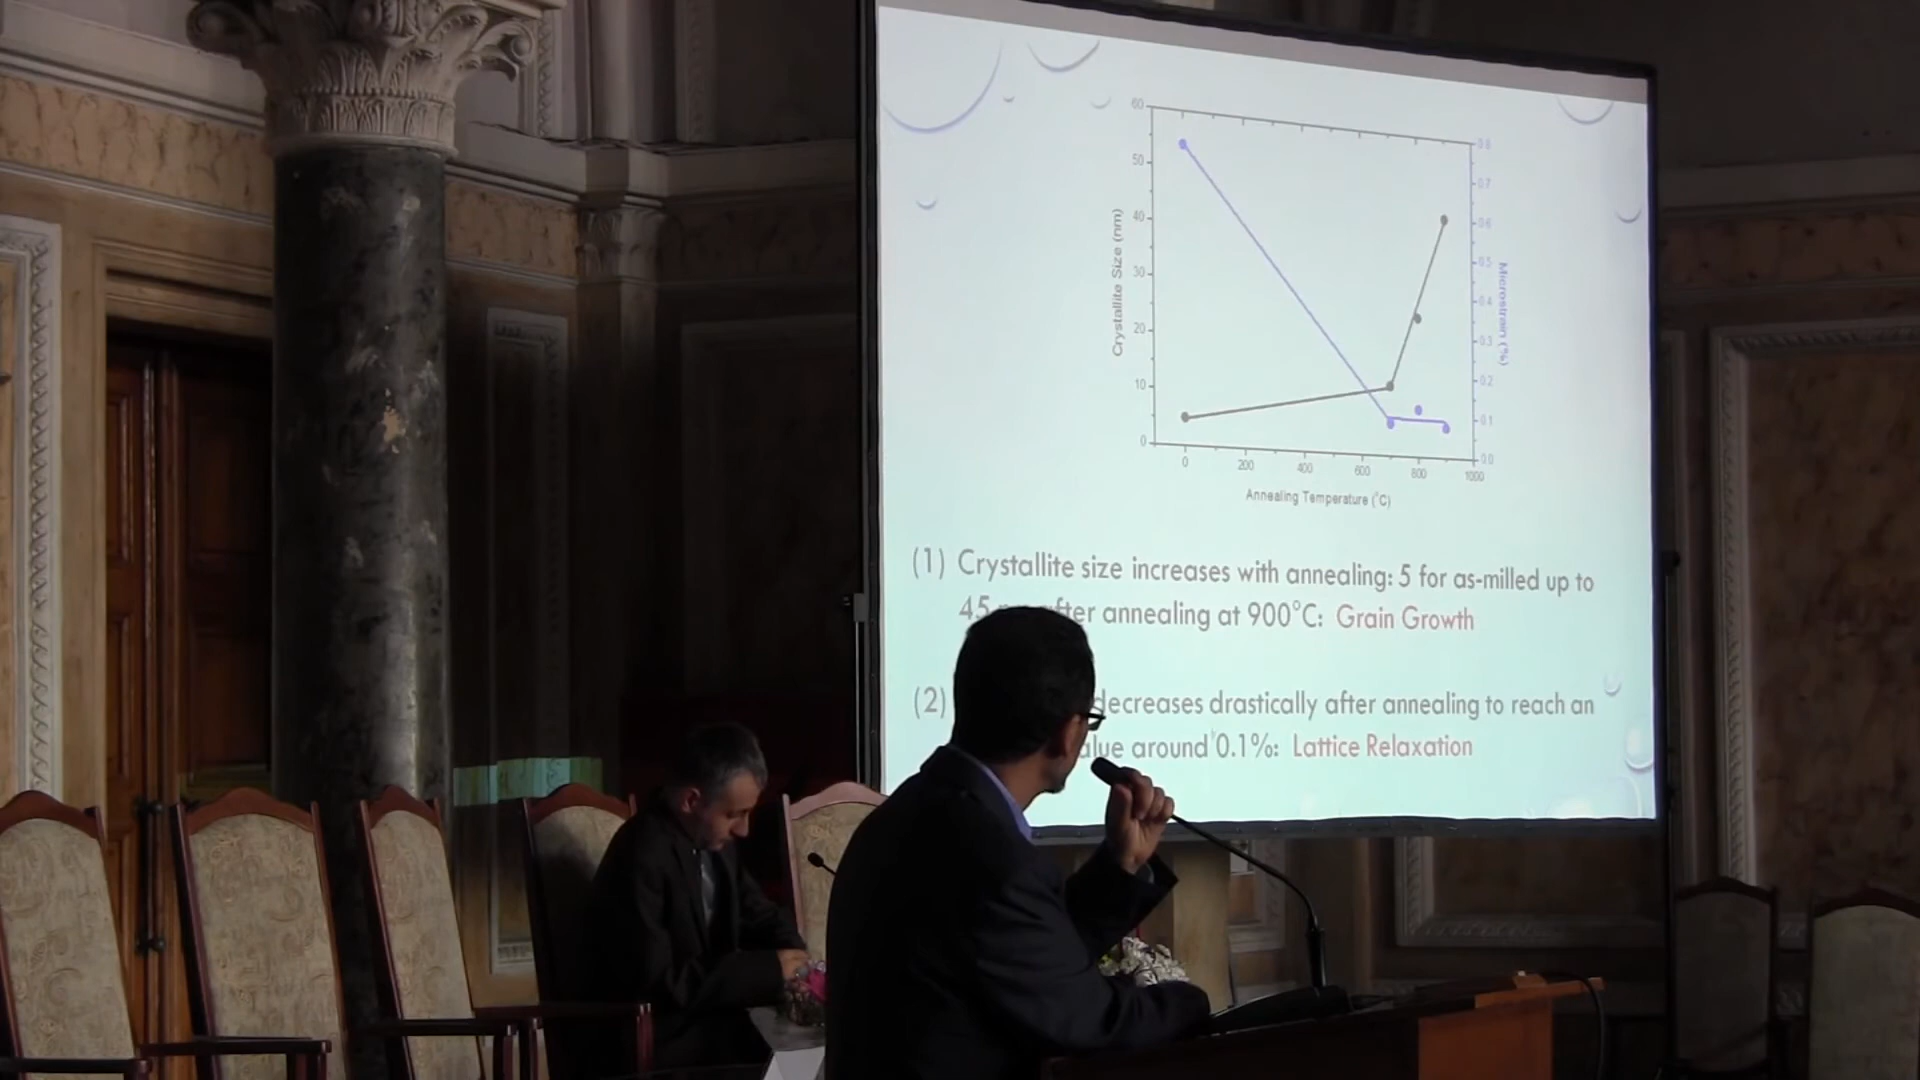 60
50
40
30
20
10
0
Crystallite Size (nm)
0.8
0.7
0.6
0.5
0.4
0.3
0.2
0.1
0.0
Microstrain (%)
0 200 400 600 800 1000
Annealing Temperature (°C)
(1) Crystallite size increases with annealing: 5 for as-milled up to
45 after annealing at 900°C: Grain Growth
(2) decreases drastically after annealing to reach an
around 0.1%: Lattice Relaxation